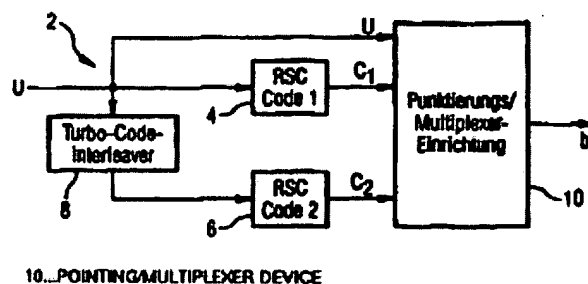 2
U
U
RSC
Code 1
4
C1
Turbo-Code-
Interleaver
8
RSC
Code 2
6
C2
Punktierungs/
Multiplexer-
Einrichtung
b
10
10...POINTING/MULTIPLEXER DEVICE